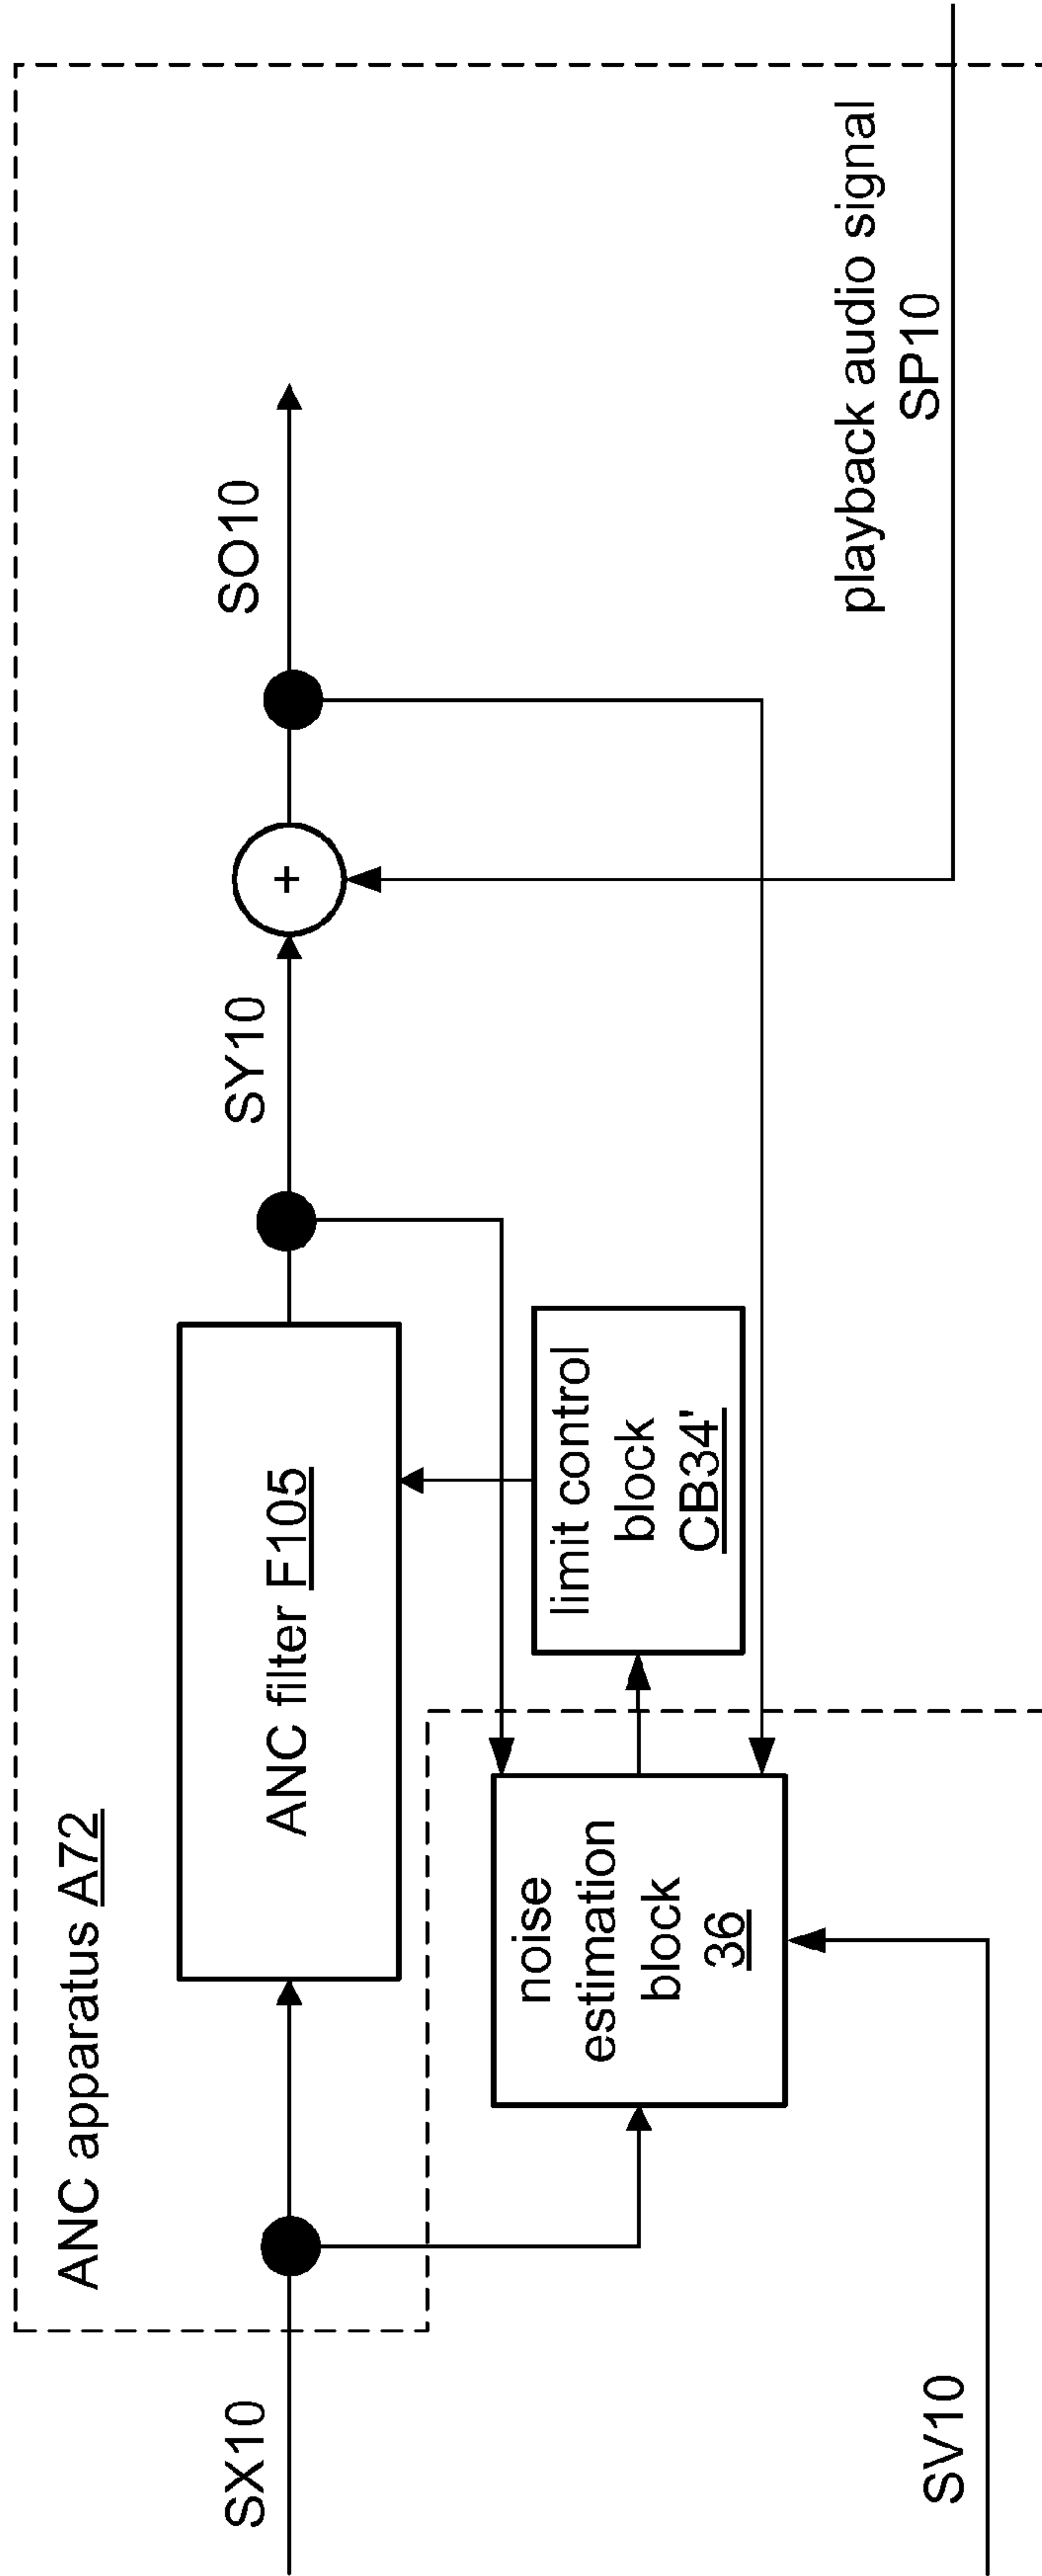 ANC apparatus A72
SX10
ANC filter F105
SY10
SO10
noise
estimation
block
36
limit control
block
CB34'
SV10
playback audio signal
SP10